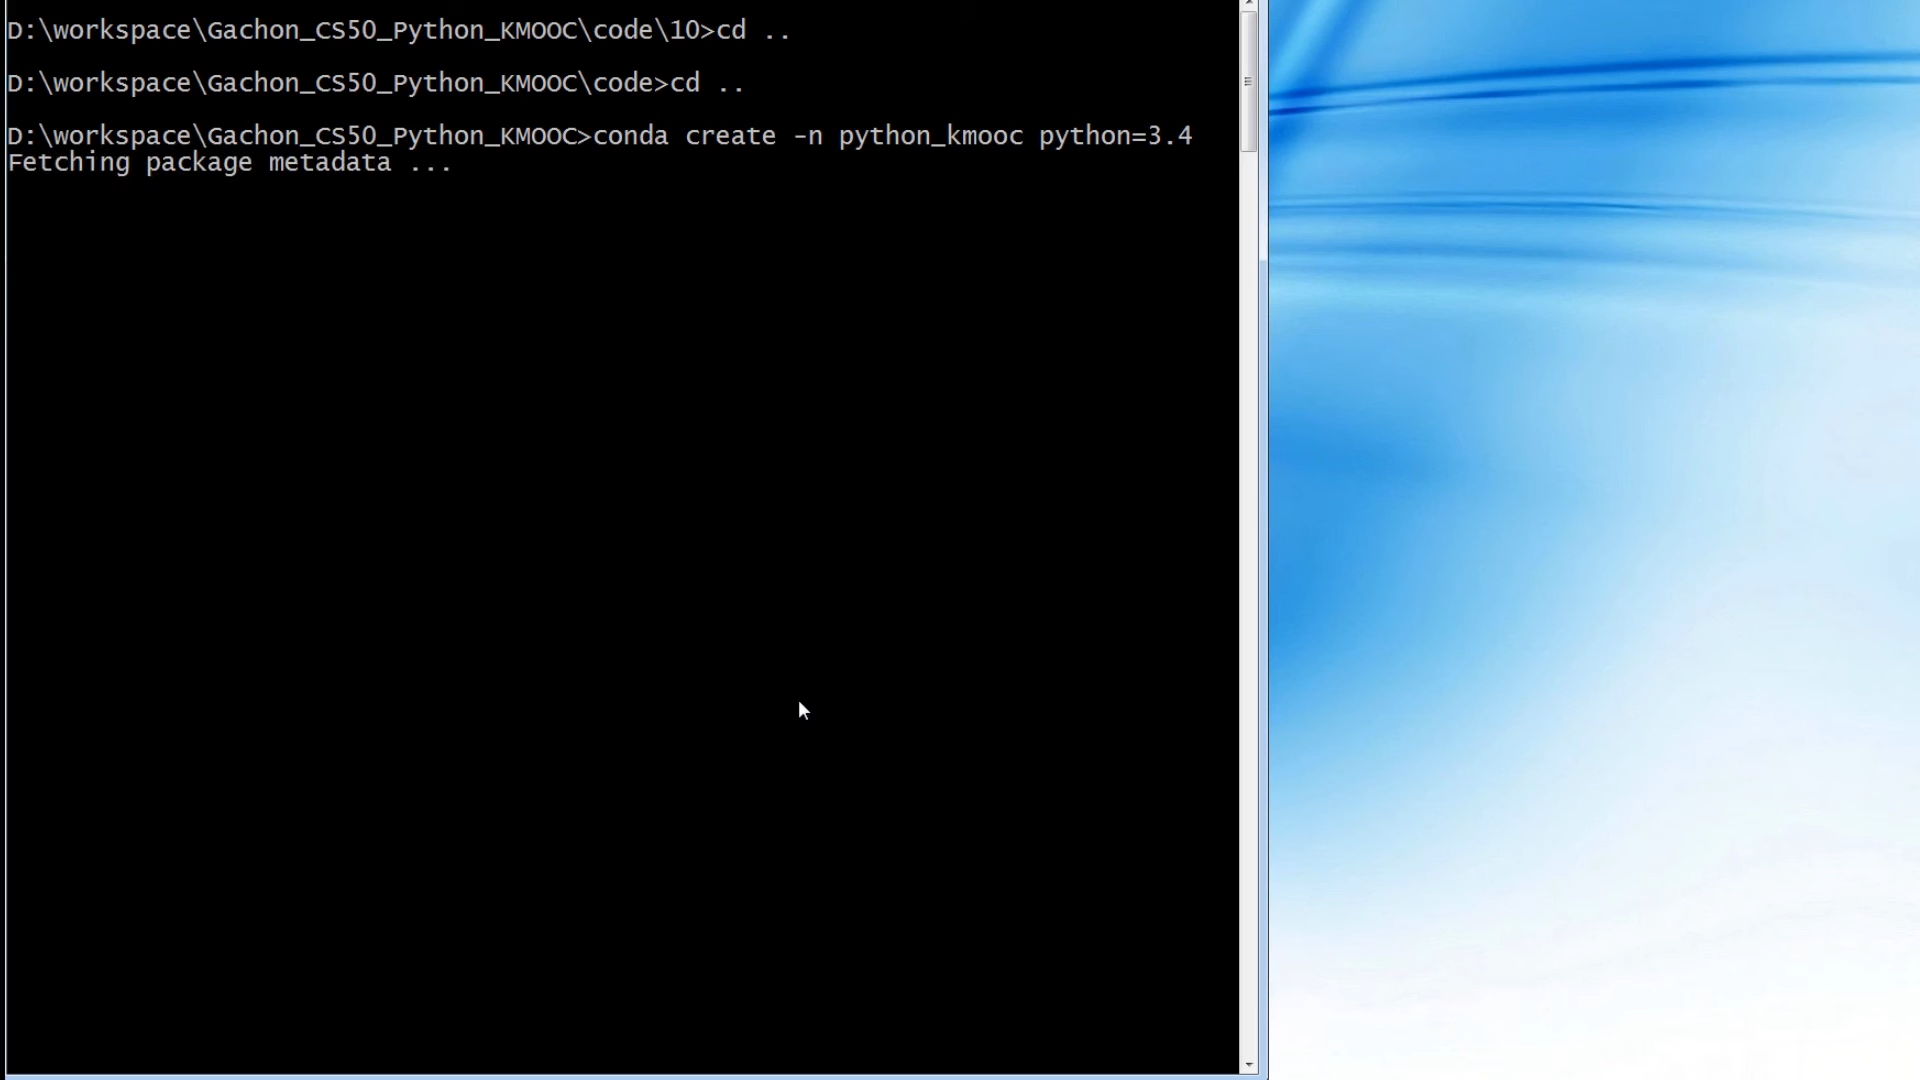 D:\workspace\Gachon_CS50_Python_KMOOC\code\10>cd ..
D:\workspace\Gachon_CS50_Python_KMOOC\code>cd ..
D:\workspace\Gachon_CS50_Python_KMOOC>conda create -n python_kmooc python=3.4
Fetching package metadata ...